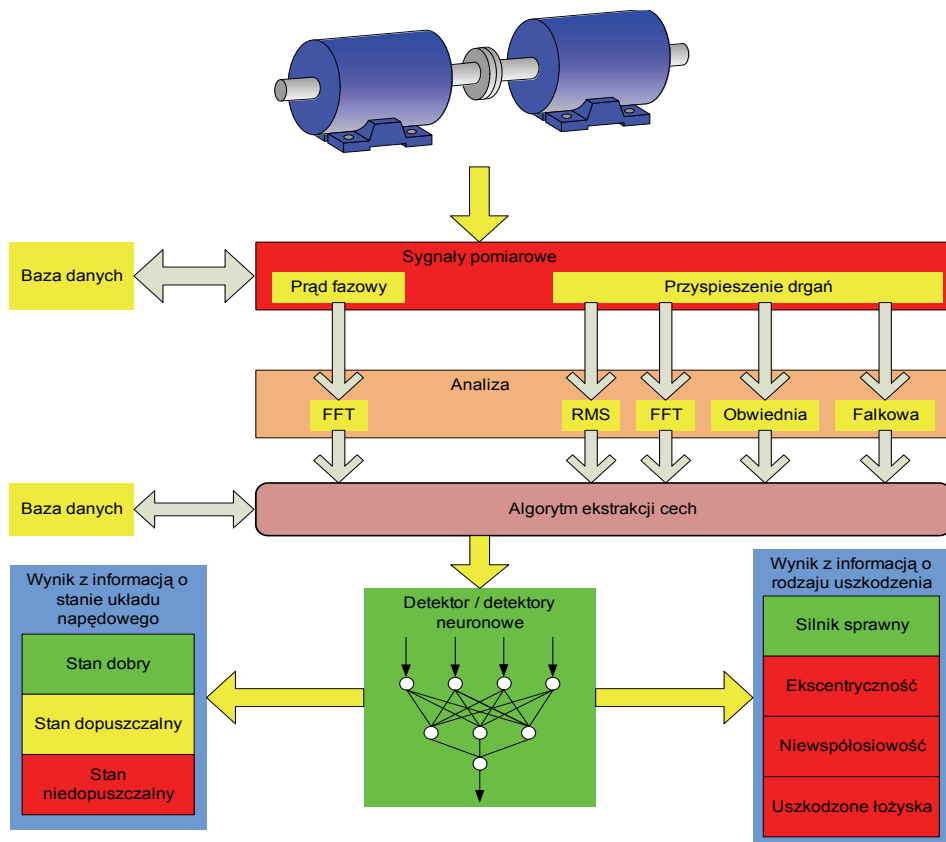 Baza danych
Sygnały pomiarowe
Prąd fazowy
Przyspieszenie drgań
Analiza
FFT
RMS
FFT
Obwiednia
Falkowa
Baza danych
Algorytm ekstrakcji cech
Wynik z informacją o
stanie układu
napędowego
Stan dobry
Stan dopuszczalny
Stan
niedopuszczalny
Detektor / detektory
neuronowe
Wynik z informacją o
rodzaju uszkodzenia
Silnik sprawny
Ekscentryczność
Niewspółosiowość
Uszkodzone łożyska